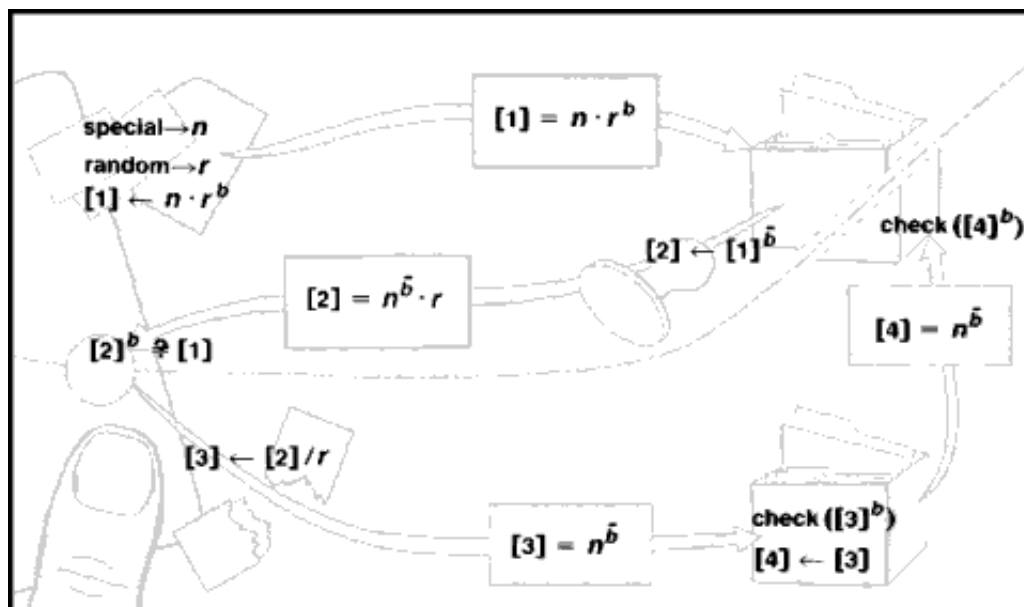 special→n
random→r
[1] ← n · r^b
[1] = n · r^b
check([4]^b)
[2] ← [1]^b̄
[2] = n^b̄ · r
[4] = n^b̄
[2]^b ≟ [1]
[3] ← [2]/r
[3] = n^b̄
check([3]^b)
[4] ← [3]